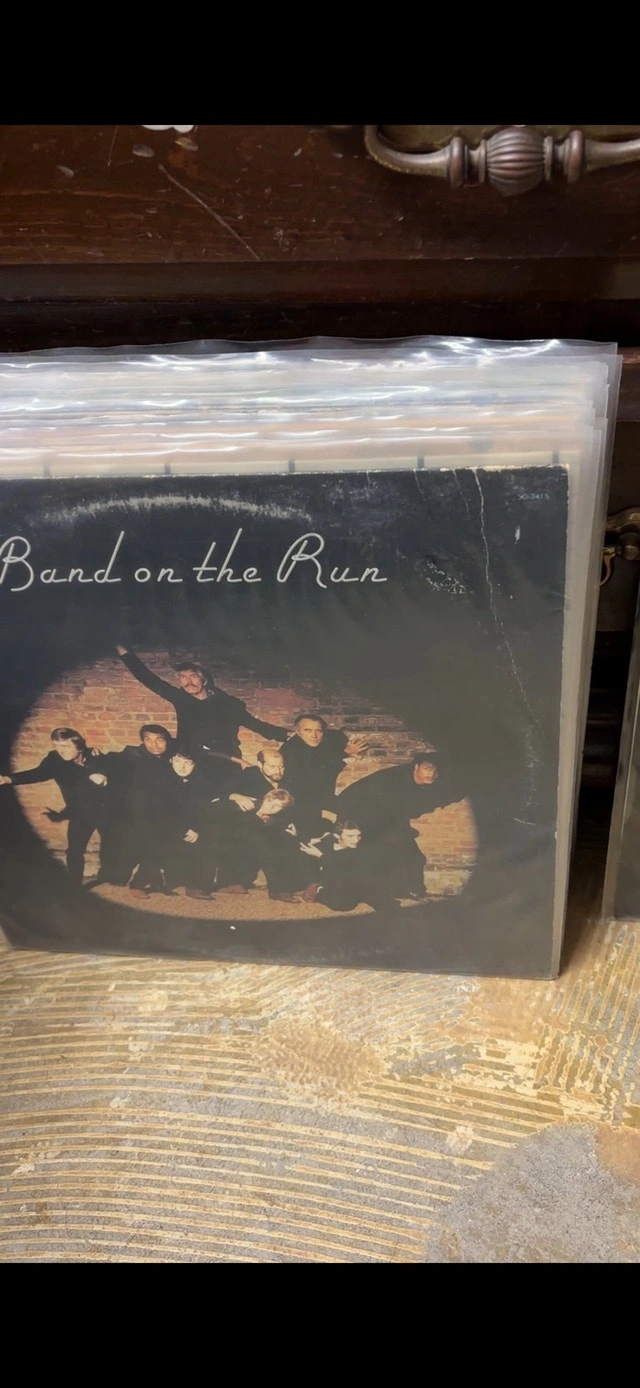 Band on the Run